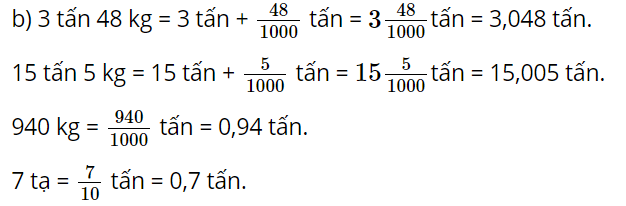 b) 3 tấn 48 kg = 3 tấn + 48/1000 tấn = 3 48/1000 tấn = 3,048 tấn.
15 tấn 5 kg = 15 tấn + 5/1000 tấn = 15 5/1000 tấn = 15,005 tấn.
940 kg = 940/1000 tấn = 0,94 tấn.
7 tạ = 7/10 tấn = 0,7 tấn.